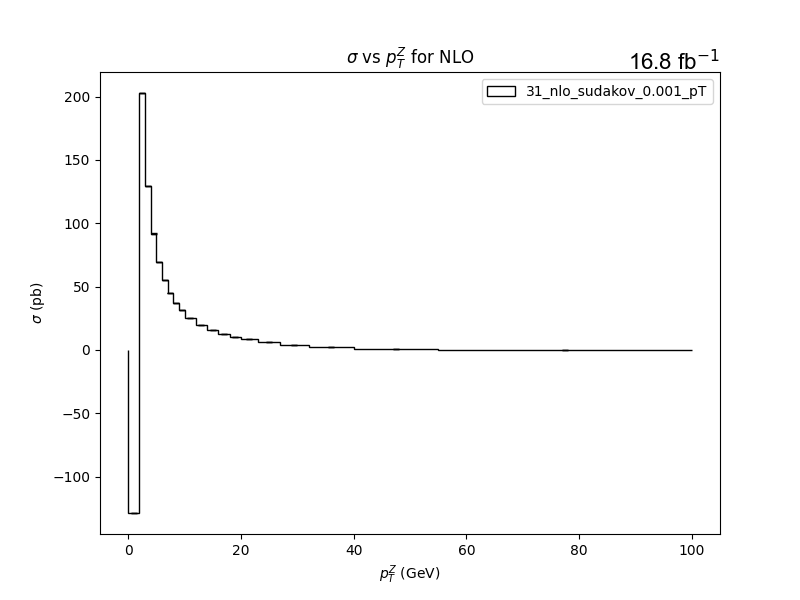 σ vs p_T^Z for NLO
16.8 fb⁻¹
31_nlo_sudakov_0.001_pT
200
150
100
50
0
−50
−100
σ (pb)
0 20 40 60 80 100
p_T^Z (GeV)